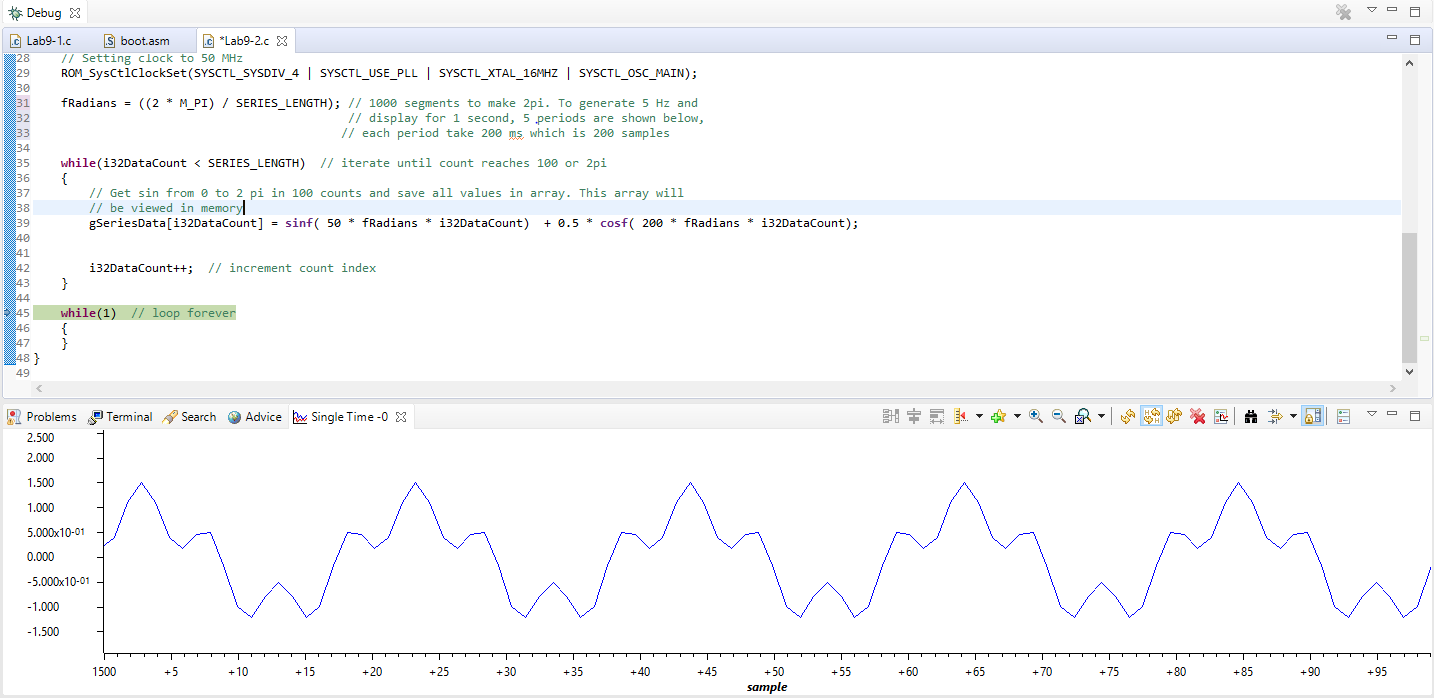 Debug
Lab9-1.c boot.asm *Lab9-2.c
28 // Setting clock to 50 MHz
29 ROM_SysCtlClockSet(SYSCTL_SYSDIV_4 | SYSCTL_USE_PLL | SYSCTL_XTAL_16MHZ | SYSCTL_OSC_MAIN);
30
31 fRadians = ((2 * M_PI) / SERIES_LENGTH); // 1000 segments to make 2pi. To generate 5 Hz and
32 // display for 1 second, 5 periods are shown below,
33 // each period take 200 ms which is 200 samples
34
35 while(i32DataCount < SERIES_LENGTH) // iterate until count reaches 100 or 2pi
36 {
37 // Get sin from 0 to 2 pi in 100 counts and save all values in array. This array will
38 // be viewed in memory
39 gSeriesData[i32DataCount] = sinf( 50 * fRadians * i32DataCount) + 0.5 * cosf( 200 * fRadians * i32DataCount);
40
41
42 i32DataCount++; // increment count index
43 }
44
45 while(1) // loop forever
46 {
47 }
48 }
49
Problems Terminal Search Advice Single Time -0
2.500
2.000
1.500
1.000
5.000x10-01
0.000
-5.000x10-01
-1.000
-1.500
1500 +5 +10 +15 +20 +25 +30 +35 +40 +45 +50 +55 +60 +65 +70 +75 +80 +85 +90 +95
sample